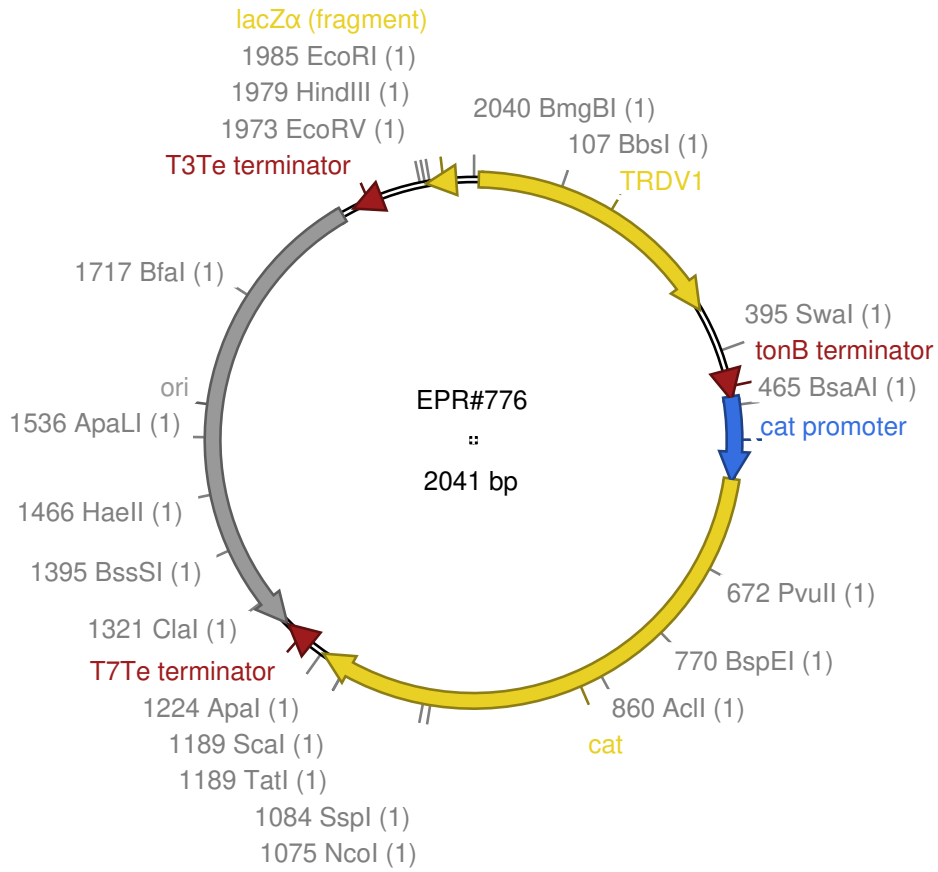 lacZα (fragment)
1985 EcoRI (1)
1979 HindIII (1)
1973 EcoRV (1)
T3Te terminator
2040 BmgBI (1)
107 BbsI (1)
TRDV1
1717 BfaI (1)
395 SwaI (1)
tonB terminator
465 BsaAI (1)
cat promoter
ori
1536 ApaLI (1)
EPR#776
2041 bp
1466 HaeII (1)
1395 BssSI (1)
1321 ClaI (1)
T7Te terminator
1224 ApaI (1)
1189 ScaI (1)
1189 TatI (1)
1084 SspI (1)
1075 NcoI (1)
672 PvuII (1)
770 BspEI (1)
860 AclI (1)
cat